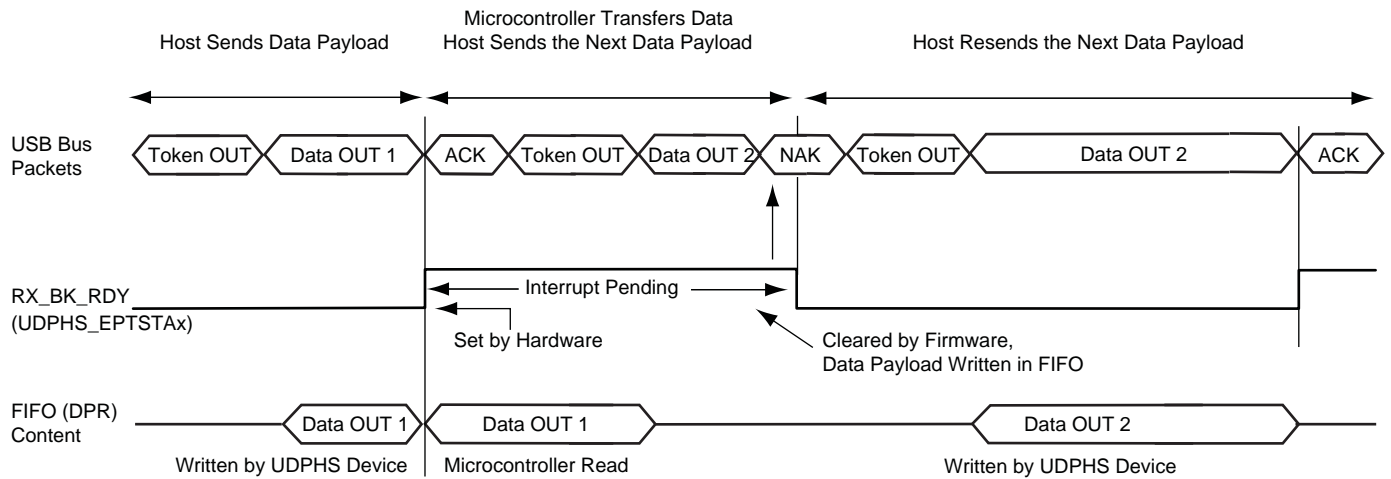 Microcontroller Transfers Data
Host Sends Data Payload
Host Sends the Next Data Payload
Host Resends the Next Data Payload
USB Bus
Packets
Token OUT
Data OUT 1
ACK
Token OUT
Data OUT 2
NAK
Token OUT
Data OUT 2
ACK
RX_BK_RDY
(UDPHS_EPTSTAx)
Interrupt Pending
Set by Hardware
Cleared by Firmware,
Data Payload Written in FIFO
FIFO (DPR)
Content
Data OUT 1
Data OUT 1
Data OUT 2
Written by UDPHS Device
Microcontroller Read
Written by UDPHS Device